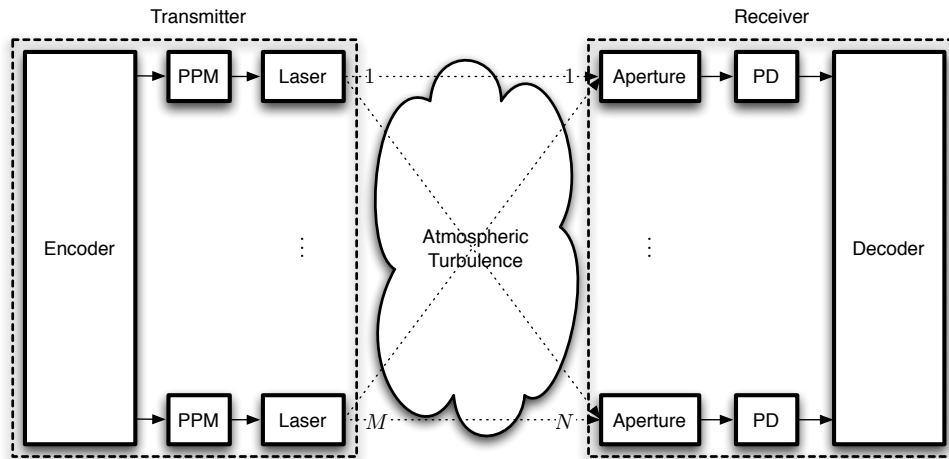 Transmitter
Receiver
PPM
Laser
1
1
Aperture
PD
Encoder
⋮
Atmospheric
Turbulence
⋮
Decoder
PPM
Laser
M
N
Aperture
PD